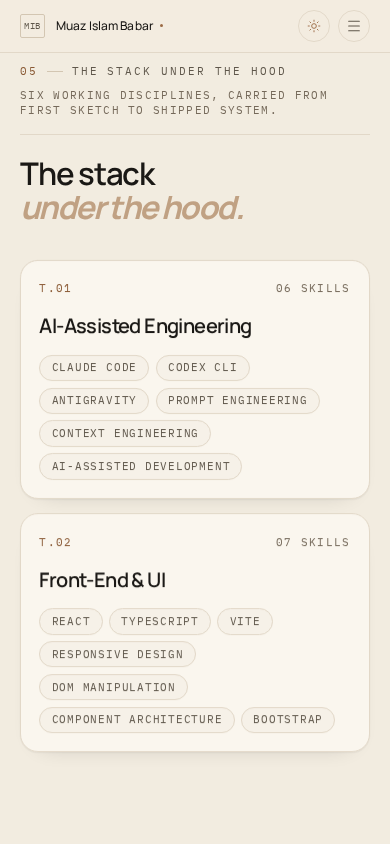 MIB Muaz Islam Babar
05 THE STACK UNDER THE HOOD
SIX WORKING DISCIPLINES, CARRIED FROM
FIRST SKETCH TO SHIPPED SYSTEM.
The stack
under the hood.
T.01 06 SKILLS
AI-Assisted Engineering
CLAUDE CODE CODEX CLI
ANTIGRAVITY PROMPT ENGINEERING
CONTEXT ENGINEERING
AI-ASSISTED DEVELOPMENT
T.02 07 SKILLS
Front-End & UI
REACT TYPESCRIPT VITE
RESPONSIVE DESIGN
DOM MANIPULATION
COMPONENT ARCHITECTURE BOOTSTRAP